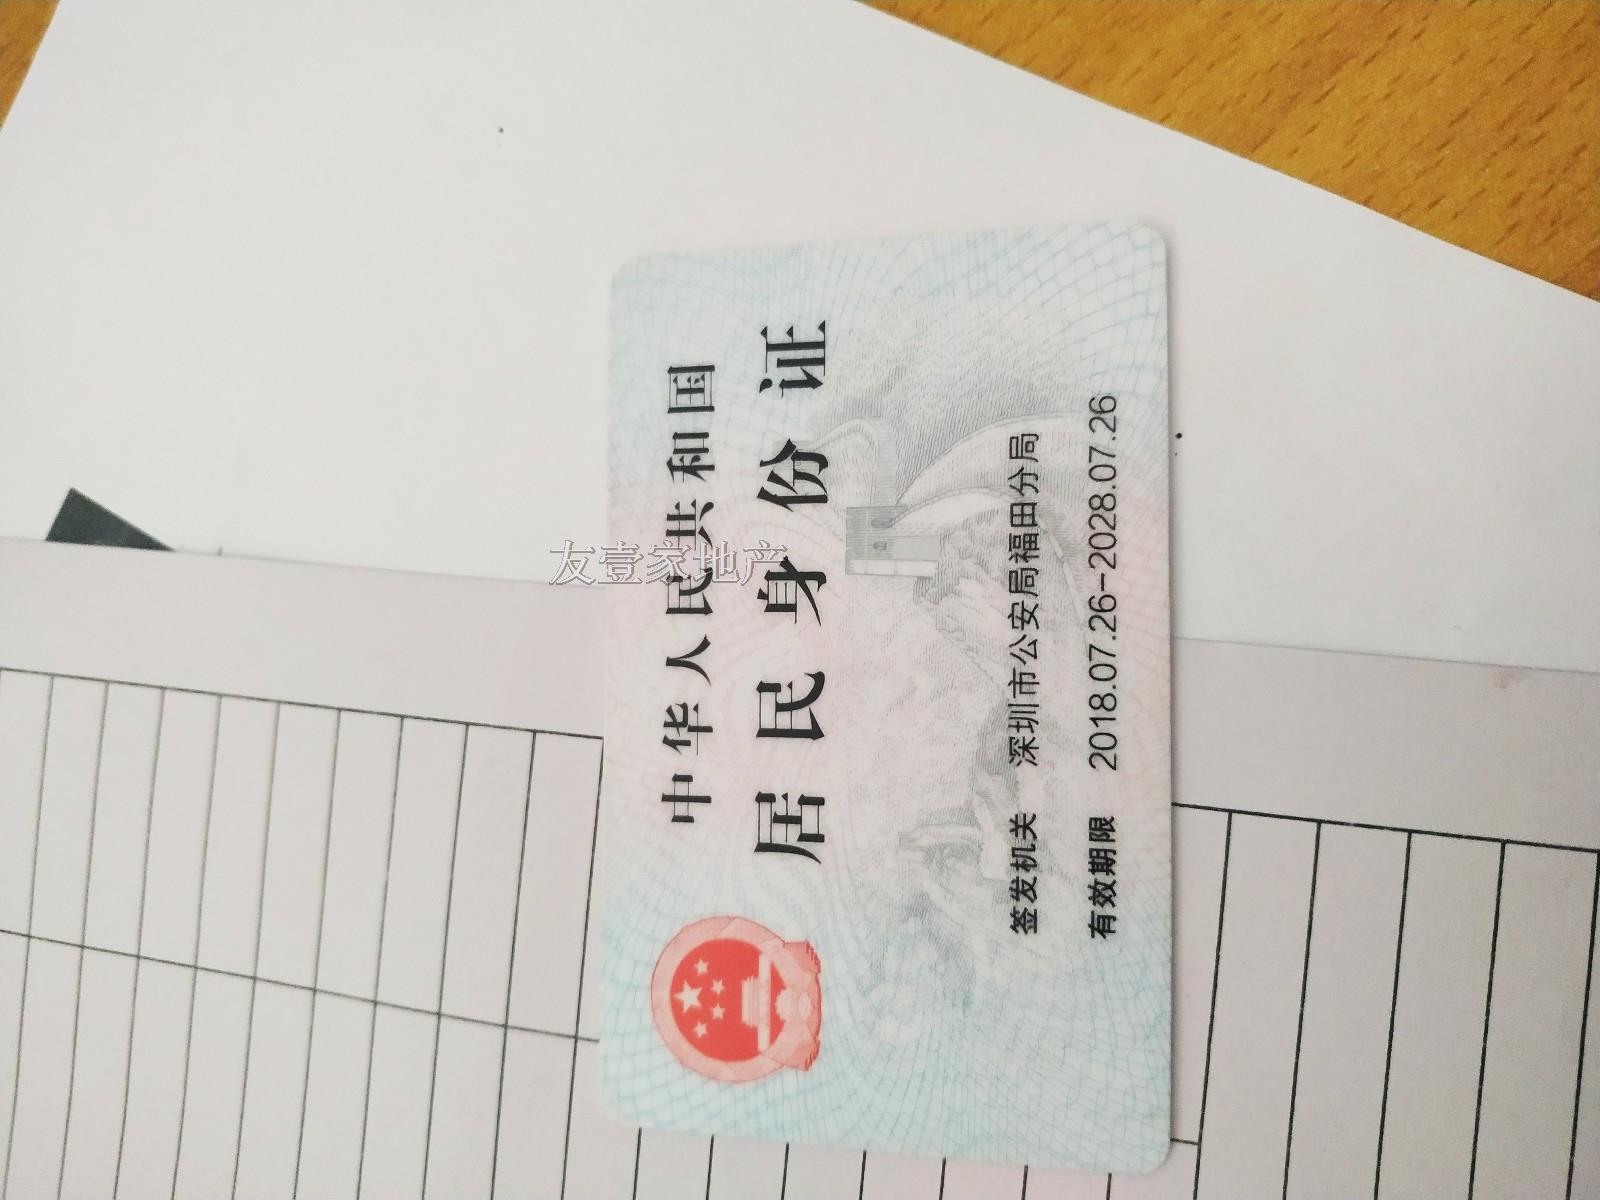 中华人民共和国
居民身份证
签发机关 深圳市公安局福田分局
有效期限 2018.07.26-2028.07.26
友壹家地产